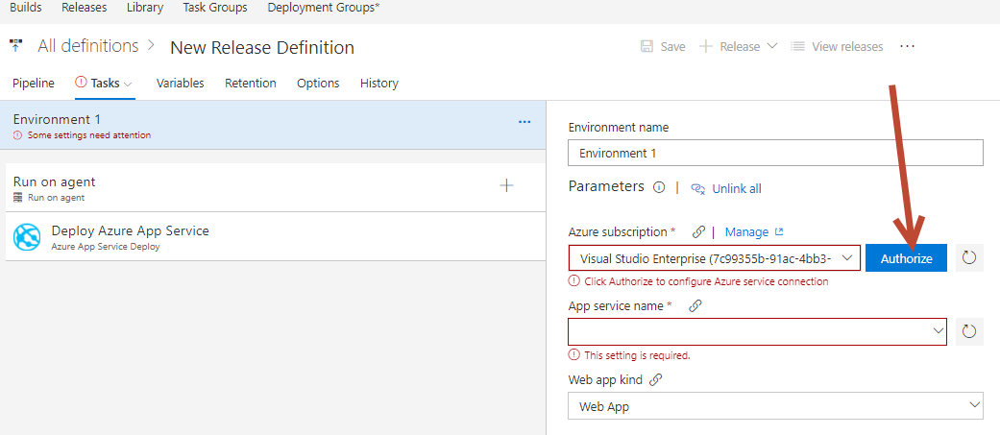 Builds Releases Library Task Groups Deployment Groups*
All definitions > New Release Definition Save Release View releases ...
Pipeline Tasks Variables Retention Options History
Environment 1 ...
Some settings need attention
Run on agent
Run on agent
Deploy Azure App Service
Azure App Service Deploy
Environment name
Environment 1
Parameters | Unlink all
Azure subscription * | Manage
Visual Studio Enterprise (7c99355b-91ac-4bb3- Authorize
Click Authorize to configure Azure service connection
App service name *
This setting is required.
Web app kind
Web App